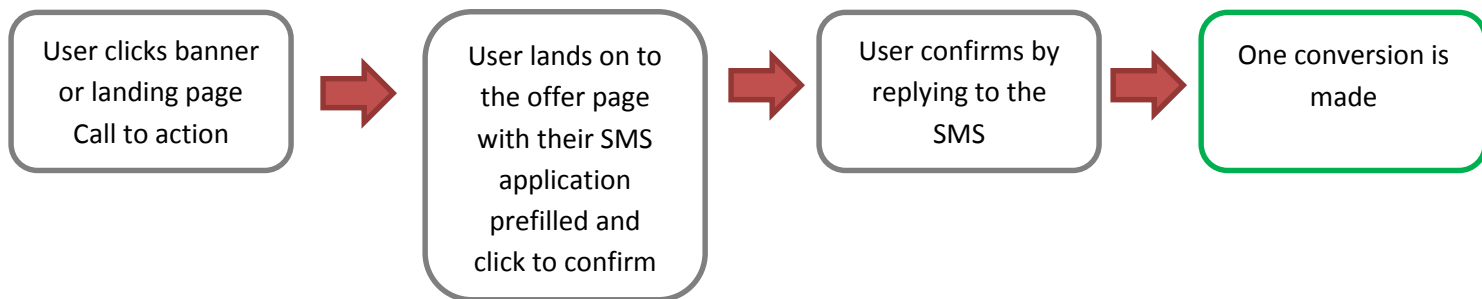 User clicks banner
or landing page
Call to action
User lands on to
the offer page
with their SMS
application
prefilled and
click to confirm
User confirms by
replying to the
SMS
One conversion is
made